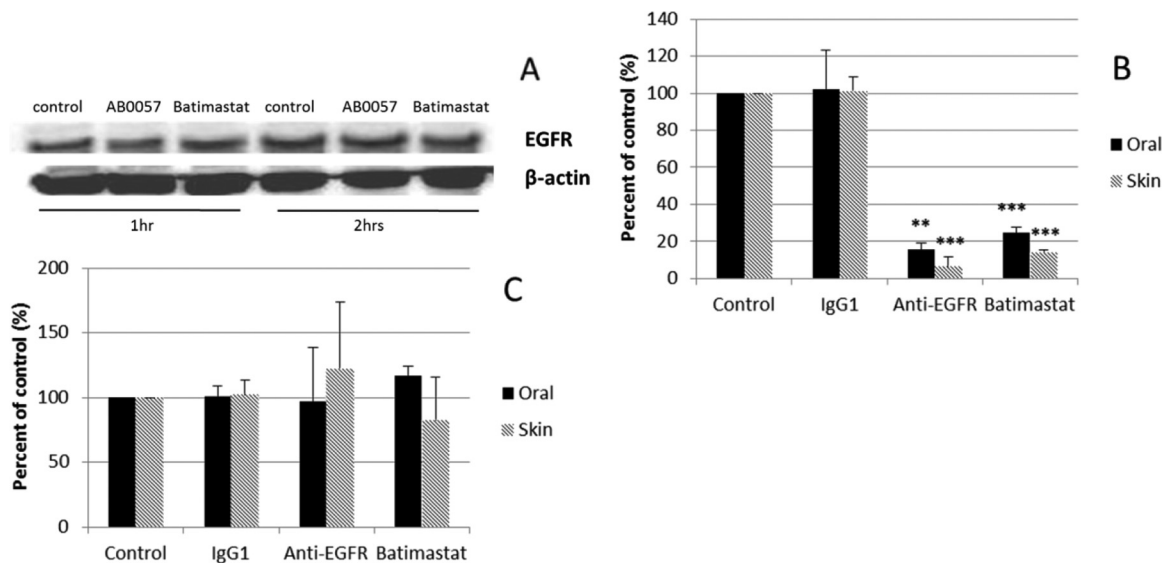 A
control AB0057 Batimastat control AB0057 Batimastat
EGFR
β-actin
1hr 2hrs
B
Percent of control (%)
140
120
100
80
60
40
20
0
** *** *** ***
Control IgG1 Anti-EGFR Batimastat
Oral
Skin
C
Percent of control (%)
200
150
100
50
0
Control IgG1 Anti-EGFR Batimastat
Oral
Skin